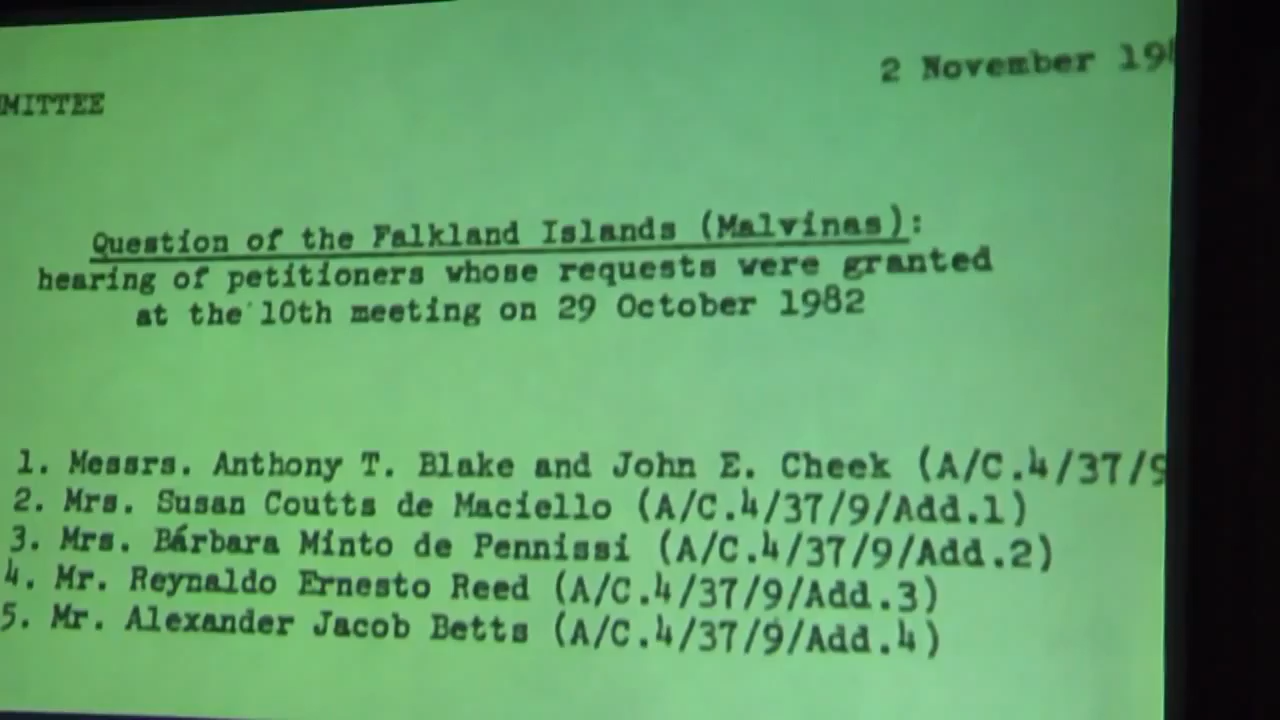 2 November 19
MITTEE
Question of the Falkland Islands (Malvinas):
hearing of petitioners whose requests were granted
at the 10th meeting on 29 October 1982
1. Messrs. Anthony T. Blake and John E. Cheek (A/C.4/37/9
2. Mrs. Susan Coutts de Maciello (A/C.4/37/9/Add.1)
3. Mrs. Bárbara Minto de Pennissi (A/C.4/37/9/Add.2)
4. Mr. Reynaldo Ernesto Reed (A/C.4/37/9/Add.3)
5. Mr. Alexander Jacob Betts (A/C.4/37/9/Add.4)